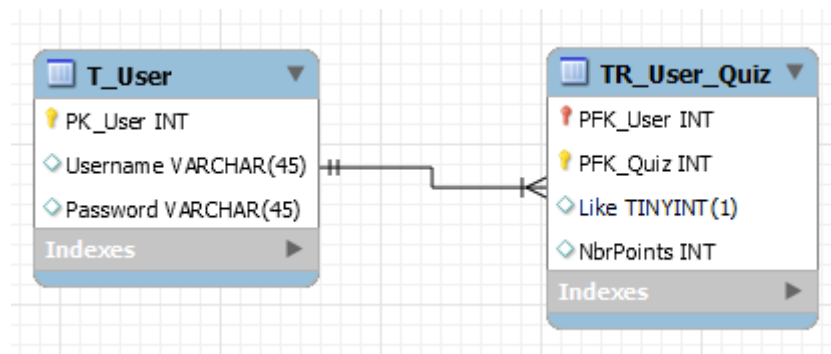 T_User
PK_User INT
Username VARCHAR(45)
Password VARCHAR(45)
Indexes
TR_User_Quiz
PFK_User INT
PFK_Quiz INT
Like TINYINT(1)
NbrPoints INT
Indexes